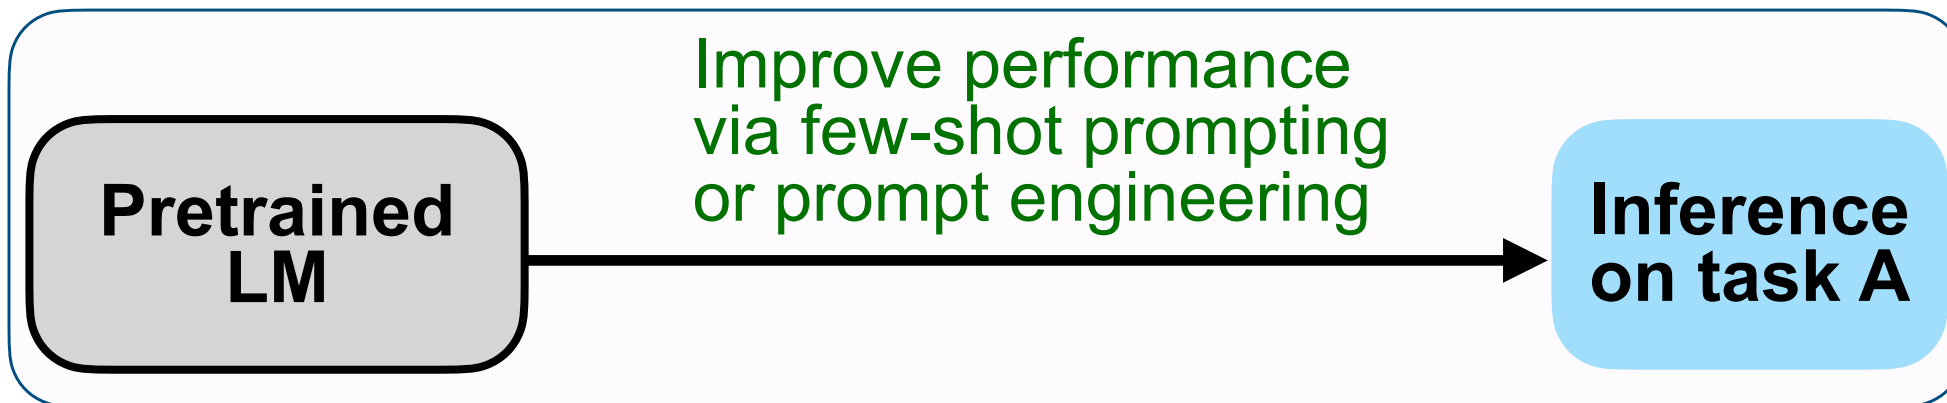 Improve performance
via few-shot prompting
or prompt engineering
Pretrained
LM
Inference
on task A